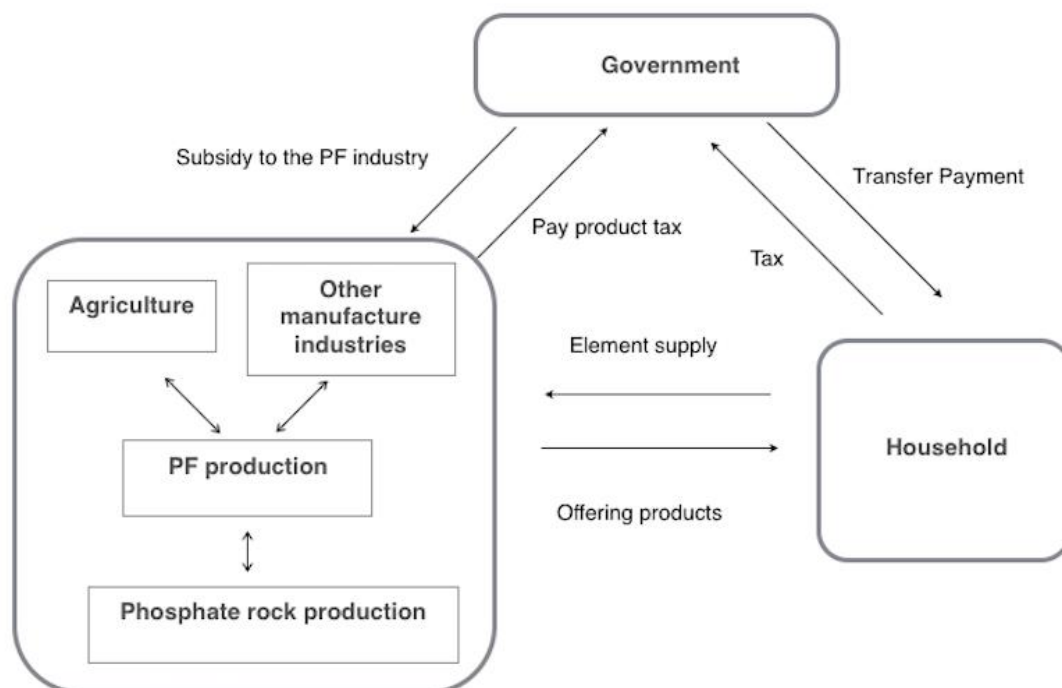 Government
Subsidy to the PF industry
Transfer Payment
Pay product tax
Tax
Agriculture
Other
manufacture
industries
Element supply
PF production
Household
Offering products
Phosphate rock production